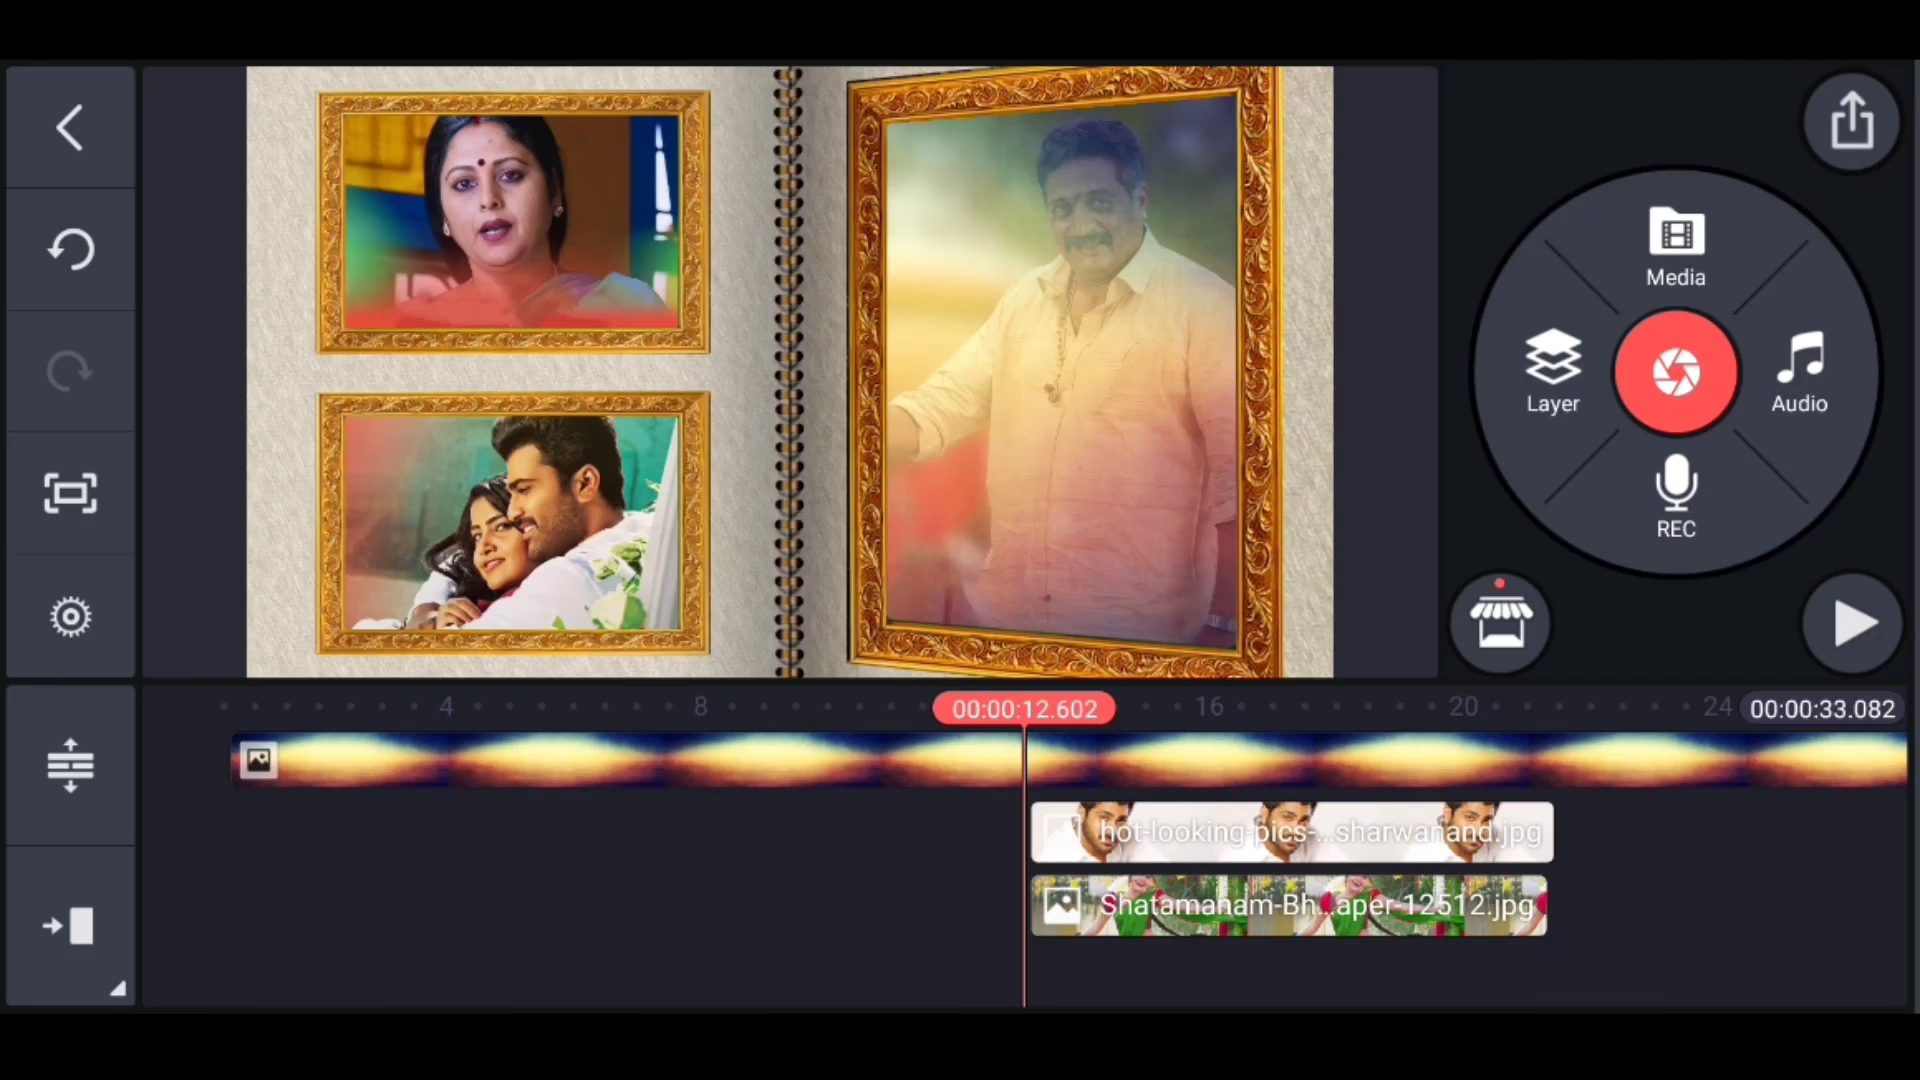 Media
Layer
Audio
REC
4
8
00:00:12.602
16
20
24
00:00:33.082
hot-looking-pics-...sharwanand.jpg
Shatamanam-Bh...aper-12512.jpg